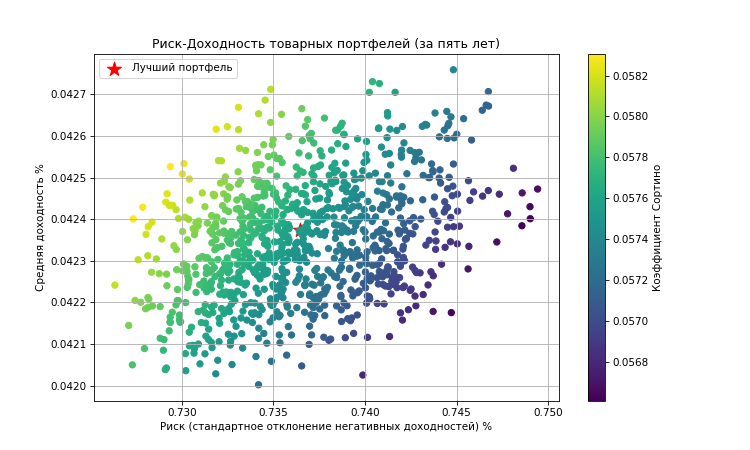 Риск-Доходность товарных портфелей (за пять лет)
Лучший портфель
Средняя доходность %
0.0427
0.0426
0.0425
0.0424
0.0423
0.0422
0.0421
0.0420
0.730 0.735 0.740 0.745 0.750
Риск (стандартное отклонение негативных доходностей) %
0.0582
0.0580
0.0578
0.0576
0.0574
0.0572
0.0570
0.0568
Коэффициент Сортино